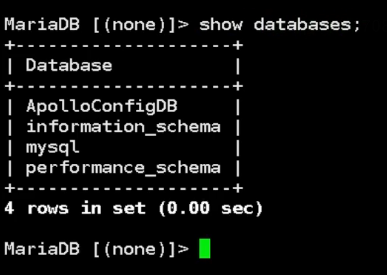 MariaDB [(none)]> show databases;
+--------------------+
| Database           |
+--------------------+
| ApolloConfigDB     |
| information_schema |
| mysql              |
| performance_schema |
+--------------------+
4 rows in set (0.00 sec)
MariaDB [(none)]>